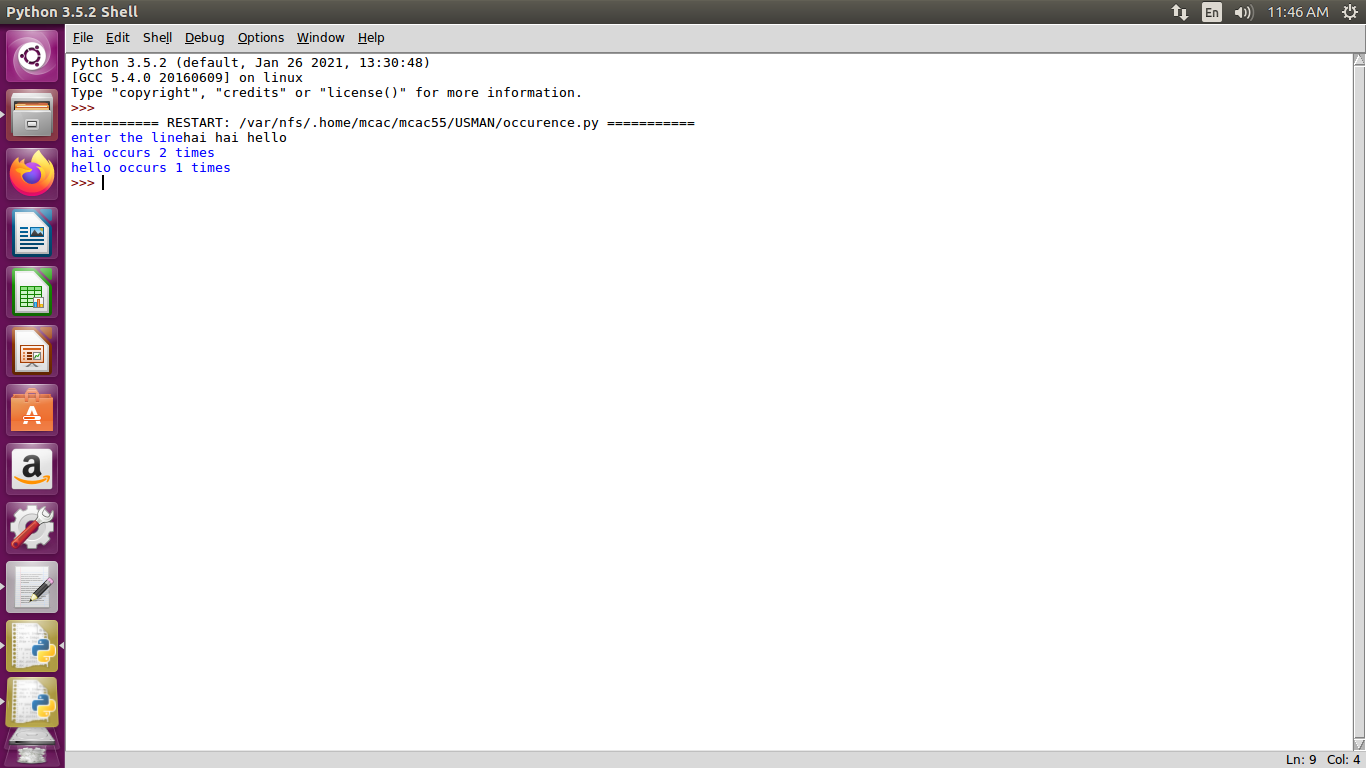 Python 3.5.2 Shell
En
11:46 AM
File Edit Shell Debug Options Window Help
Python 3.5.2 (default, Jan 26 2021, 13:30:48)
[GCC 5.4.0 20160609] on linux
Type "copyright", "credits" or "license()" for more information.
>>>
=========== RESTART: /var/nfs/.home/mcac/mcac55/USMAN/occurence.py ===========
enter the linehai hai hello
hai occurs 2 times
hello occurs 1 times
>>>
Ln: 9 Col: 4